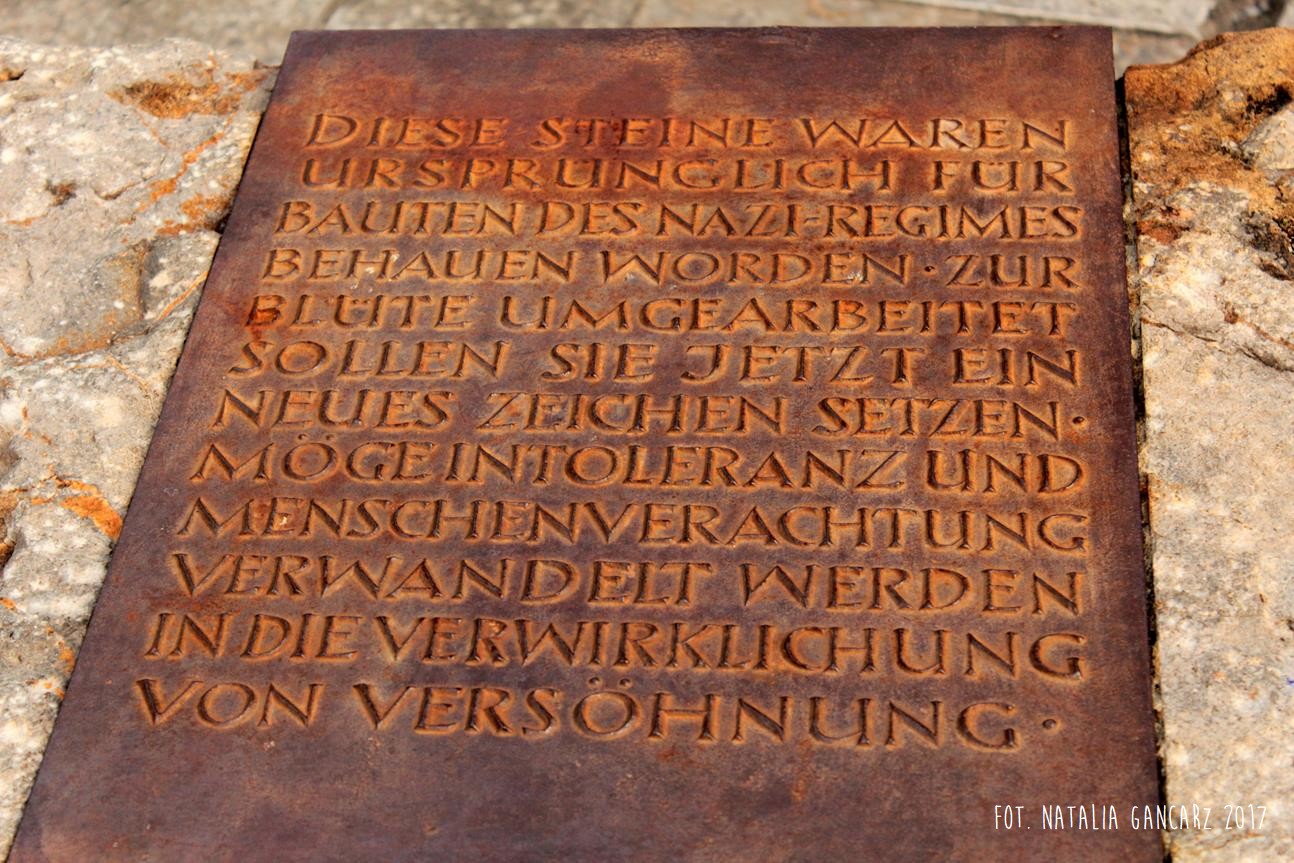 DIESE STEINE WAREN
URSPRÜNGLICH FÜR
BAUTEN DES NAZI-REGIMES
BEHAUEN WORDEN · ZUR
BLÜTE UMGEARBEITET
SOLLEN SIE JETZT EIN
NEUES ZEICHEN SETZEN ·
MÖGE INTOLERANZ UND
MENSCHENVERACHTUNG
VERWANDELT WERDEN
IN DIE VERWIRKLICHUNG
VON VERSÖHNUNG ·
FOT. NATALIA GANCARZ 2017